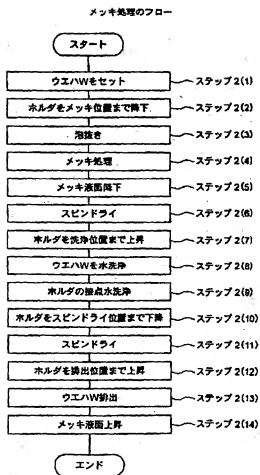 メッキ処理のフロー
スタート
ウエハWをセット ステップ2(1)
ホルダをメッキ位置まで降下 ステップ2(2)
泡抜き ステップ2(3)
メッキ処理 ステップ2(4)
メッキ液面降下 ステップ2(5)
スピンドライ ステップ2(6)
ホルダを洗浄位置まで上昇 ステップ2(7)
ウエハWを水洗浄 ステップ2(8)
ホルダの接点水洗浄 ステップ2(9)
ホルダをスピンドライ位置まで下降 ステップ2(10)
スピンドライ ステップ2(11)
ホルダを排出位置まで上昇 ステップ2(12)
ウエハW排出 ステップ2(13)
メッキ液面上昇 ステップ2(14)
エンド